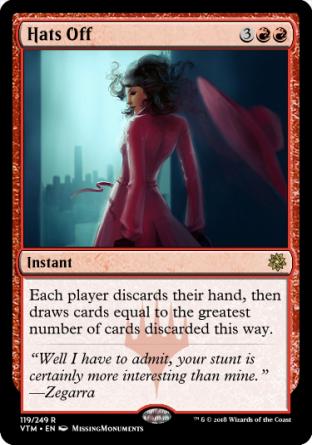 Hats Off 3
Instant
Each player discards their hand, then
draws cards equal to the greatest
number of cards discarded this way.
“Well I have to admit, your stunt is
certainly more interesting than mine.”
—Zegarra
119/249 R
VTM • EN MissingMonuments
™ & © 2018 Wizards of the Coast